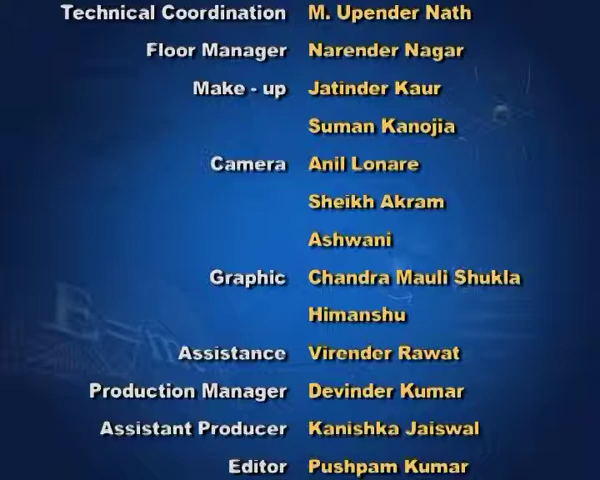 Technical Coordination M. Upender Nath
Floor Manager Narender Nagar
Make - up Jatinder Kaur
Suman Kanojia
Camera Anil Lonare
Sheikh Akram
Ashwani
Graphic Chandra Mauli Shukla
Himanshu
Assistance Virender Rawat
Production Manager Devinder Kumar
Assistant Producer Kanishka Jaiswal
Editor Pushpam Kumar